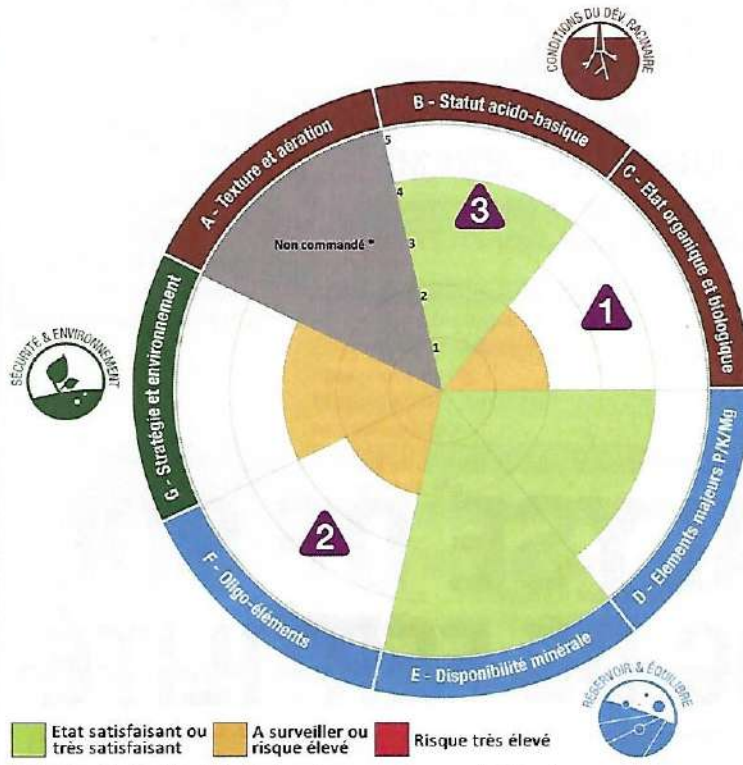 CONDITIONS DU DÉV. RACINAIRE
B - Statut acido-basique
A - Texture et aération
C - Etat organique et biologique
5
4
3
3
Non commandé *
2
1
1
SÉCURITÉ & ENVIRONNEMENT
G - Stratégie et environnement
2
D - Elements majeurs P/K/Mg
F - Oligo-éléments
E - Disponibilité minérale
RÉSERVOIR & ÉQUILIBRE
Etat satisfaisant ou
très satisfaisant
A surveiller ou
risque élevé
Risque très élevé